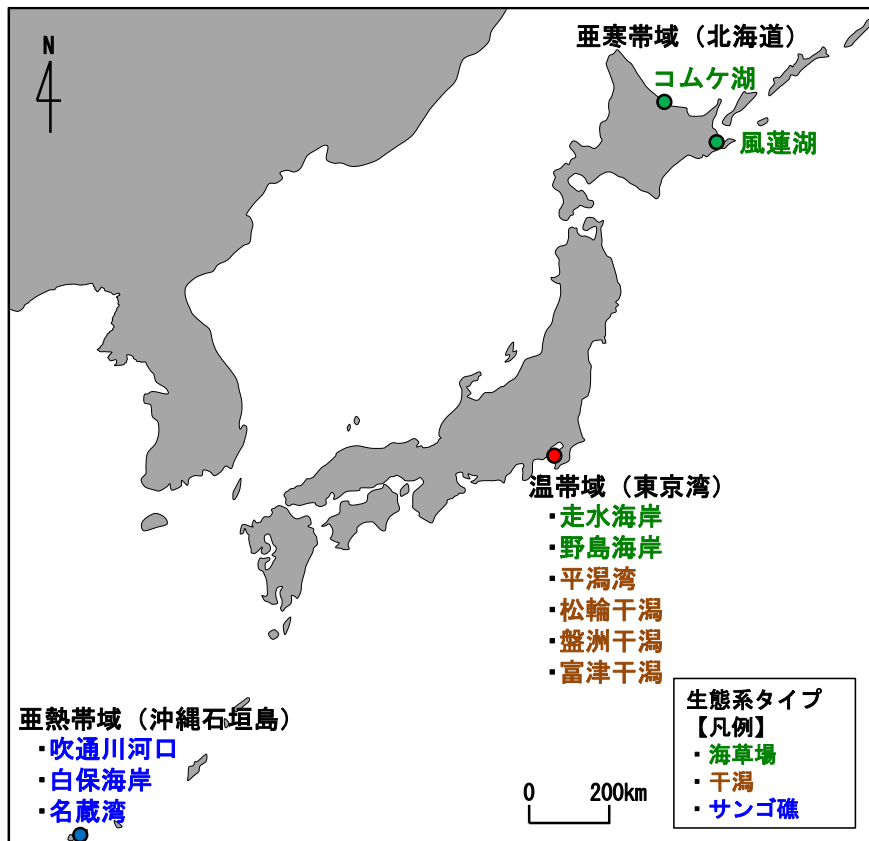 N
亜寒帯域（北海道）
コムケ湖
風蓮湖
温帯域（東京湾）
・走水海岸
・野島海岸
・平潟湾
・松輪干潟
・盤洲干潟
・富津干潟
亜熱帯域（沖縄石垣島）
・吹通川河口
・白保海岸
・名蔵湾
0 200km
生態系タイプ
【凡例】
・海草場
・干潟
・サンゴ礁